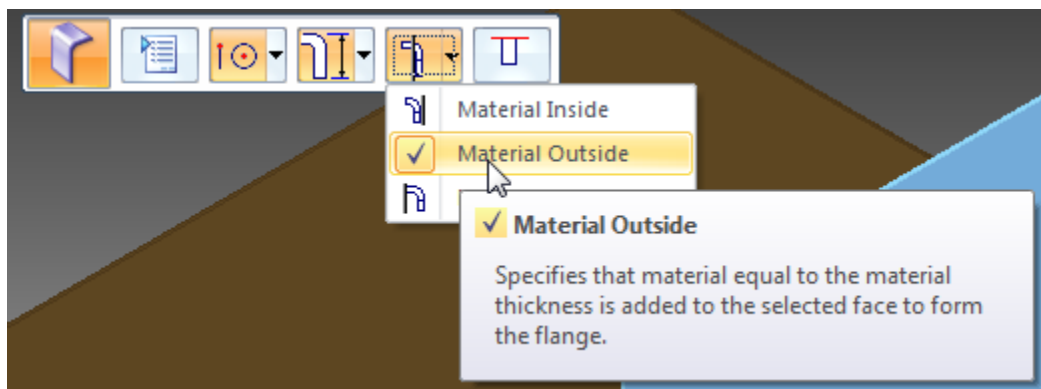 Material Inside
Material Outside
Material Outside
Specifies that material equal to the material
thickness is added to the selected face to form
the flange.